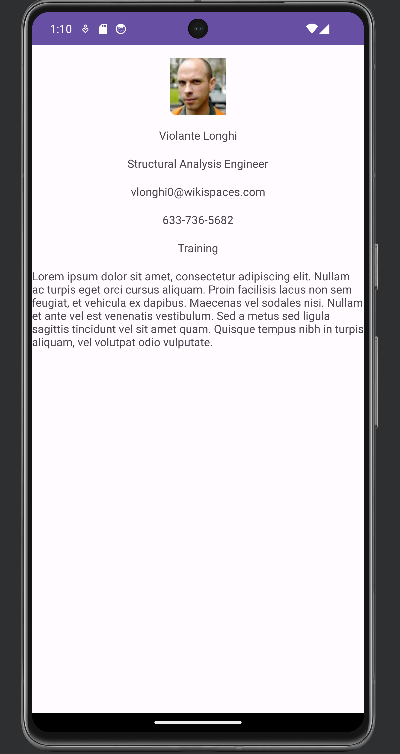 1:10
Violante Longhi
Structural Analysis Engineer
vlonghi0@wikispaces.com
633-736-5682
Training
Lorem ipsum dolor sit amet, consectetur adipiscing elit. Nullam
ac turpis eget orci cursus aliquam. Proin facilisis lacus non sem
feugiat, et vehicula ex dapibus. Maecenas vel sodales nisi. Nullam
et ante vel est venenatis vestibulum. Sed a metus sed ligula
sagittis tincidunt vel sit amet quam. Quisque tempus nibh in turpis
aliquam, vel volutpat odio vulputate.